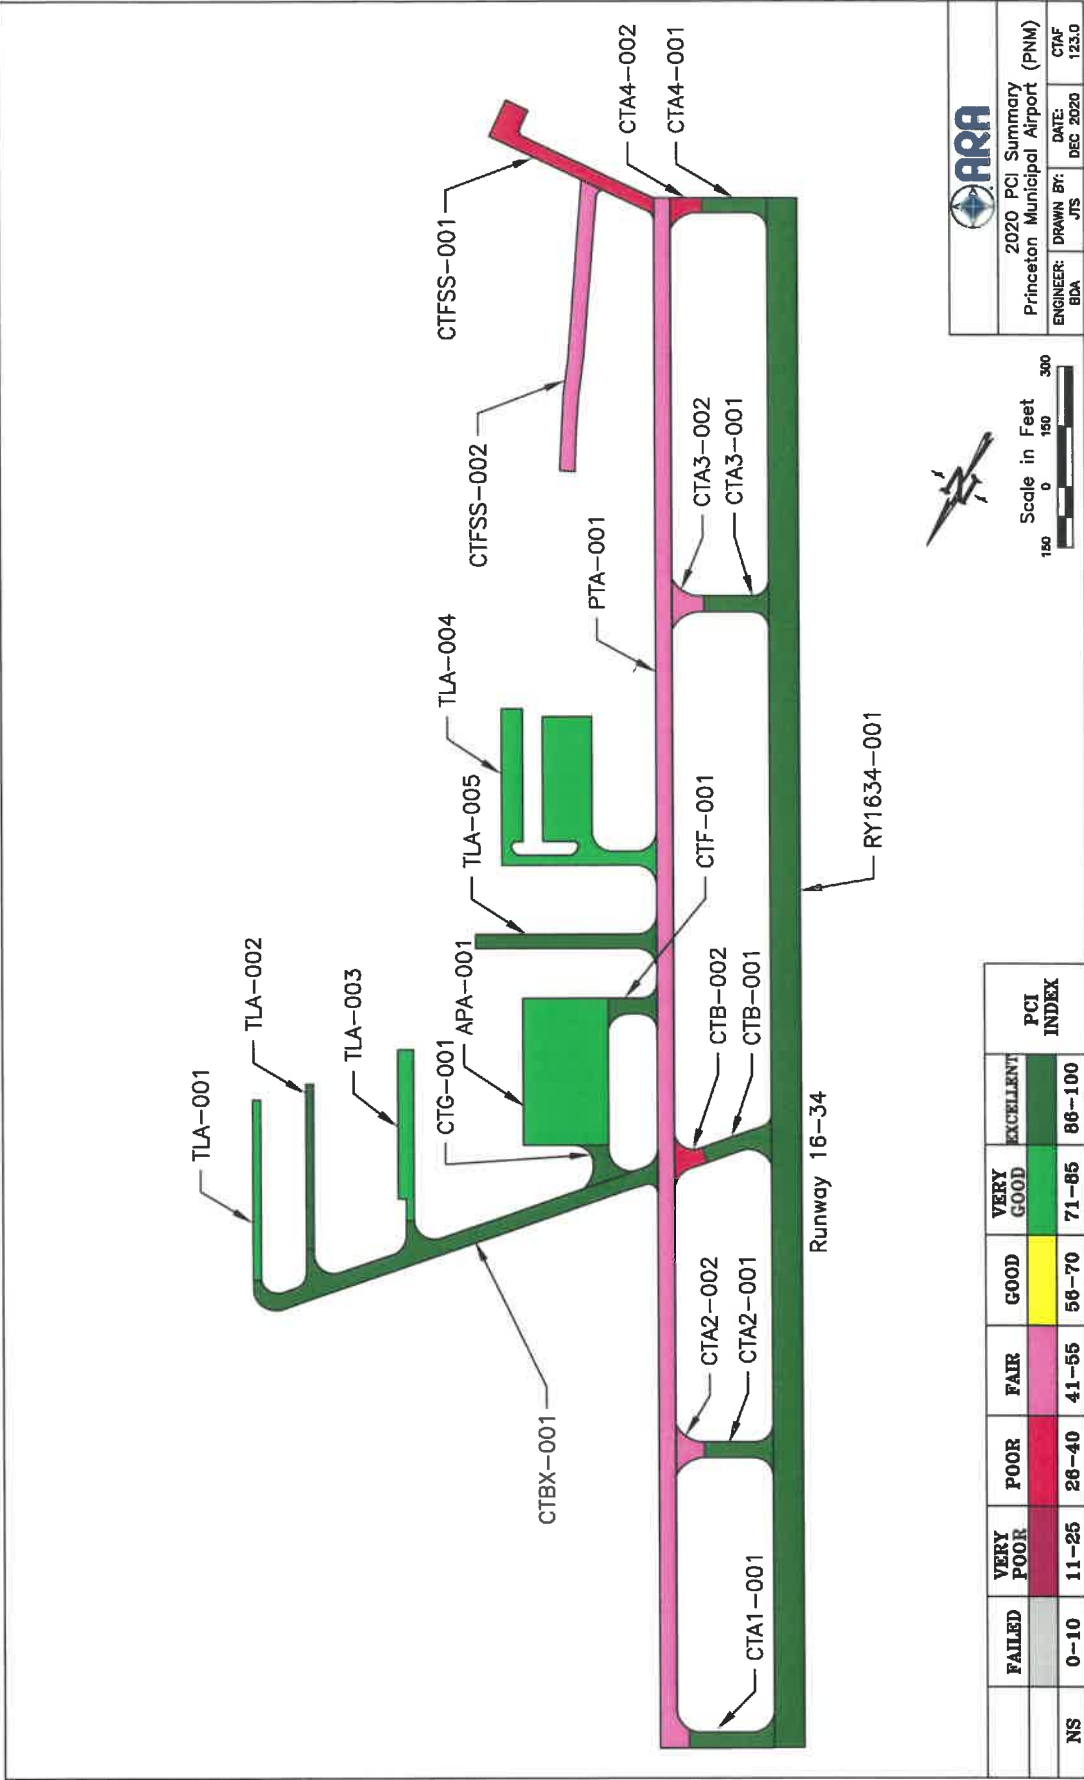 TLA-001
TLA-002
TLA-003
CTBX-001
CTG-001
APA-001
TLA-005
TLA-004
CTF-001
PTA-001
CTFSS-002
CTFSS-001
CTA4-002
CTA4-001
CTA3-002
CTA3-001
CTB-002
CTB-001
CTA2-002
CTA2-001
CTA1-001
Runway 16-34
RY1634-001
N
Scale in Feet
150 0 150 300
FAILED
VERY POOR
POOR
FAIR
GOOD
VERY GOOD
EXCELLENT
PCI INDEX
NS 0-10 11-25 26-40 41-55 56-70 71-85 86-100
ARA
2020 PCI Summary
Princeton Municipal Airport (PNM)
ENGINEER: DRAWN BY: DATE: CTAF
BDA JTS DEC 2020 123.0